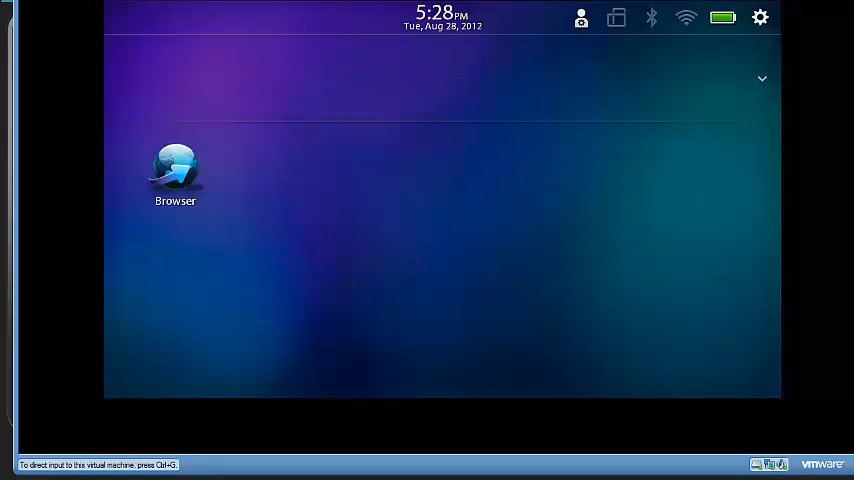 5:28PM
Tue, Aug 28, 2012
Browser
To direct input to this virtual machine, press Ctrl+G.
vmware